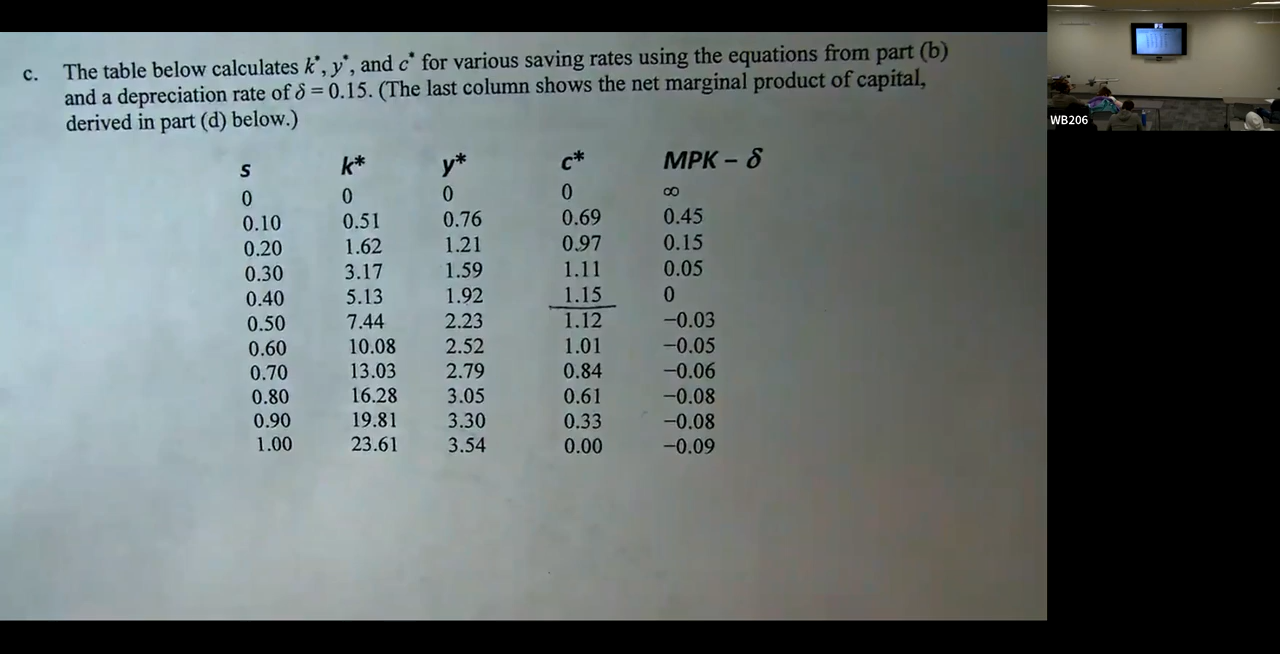 c. The table below calculates k*, y*, and c* for various saving rates using the equations from part (b)
and a depreciation rate of δ = 0.15. (The last column shows the net marginal product of capital,
derived in part (d) below.)
s k* y* c* MPK – δ
0 0 0 0 ∞
0.10 0.51 0.76 0.69 0.45
0.20 1.62 1.21 0.97 0.15
0.30 3.17 1.59 1.11 0.05
0.40 5.13 1.92 1.15 0
0.50 7.44 2.23 1.12 −0.03
0.60 10.08 2.52 1.01 −0.05
0.70 13.03 2.79 0.84 −0.06
0.80 16.28 3.05 0.61 −0.08
0.90 19.81 3.30 0.33 −0.08
1.00 23.61 3.54 0.00 −0.09
WB206